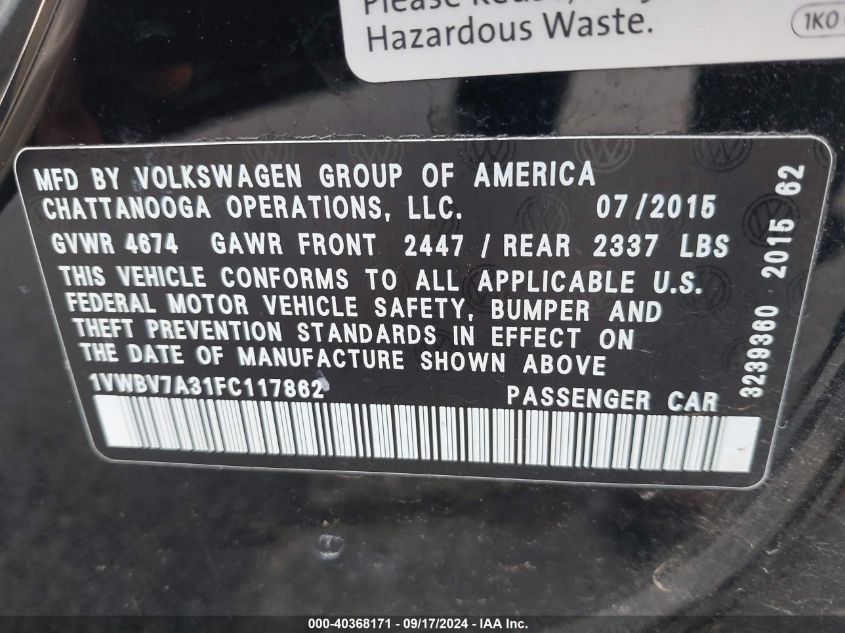 Hazardous Waste.
1K0
MFD BY VOLKSWAGEN GROUP OF AMERICA
CHATTANOOGA OPERATIONS, LLC. 07/2015
GVWR 4674 GAWR FRONT 2447 / REAR 2337 LBS
THIS VEHICLE CONFORMS TO ALL APPLICABLE U.S.
FEDERAL MOTOR VEHICLE SAFETY, BUMPER AND
THEFT PREVENTION STANDARDS IN EFFECT ON
THE DATE OF MANUFACTURE SHOWN ABOVE
1VWBV7A31FC117862 PASSENGER CAR
3239360 2015 62
000-40368171 - 09/17/2024 - IAA Inc.